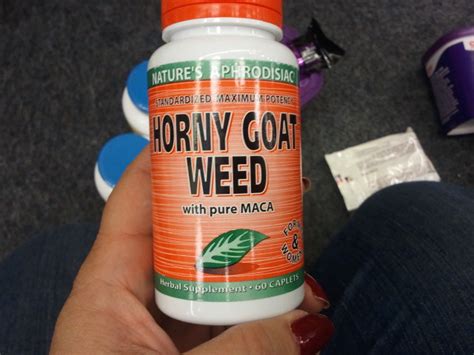 NATURE'S APHRODISIAC
STANDARDIZED MAXIMUM POTENCY
HORNY GOAT
WEED
with pure MACA
FOR
&
WOMEN
Herbal Supplement • 60 CAPLETS